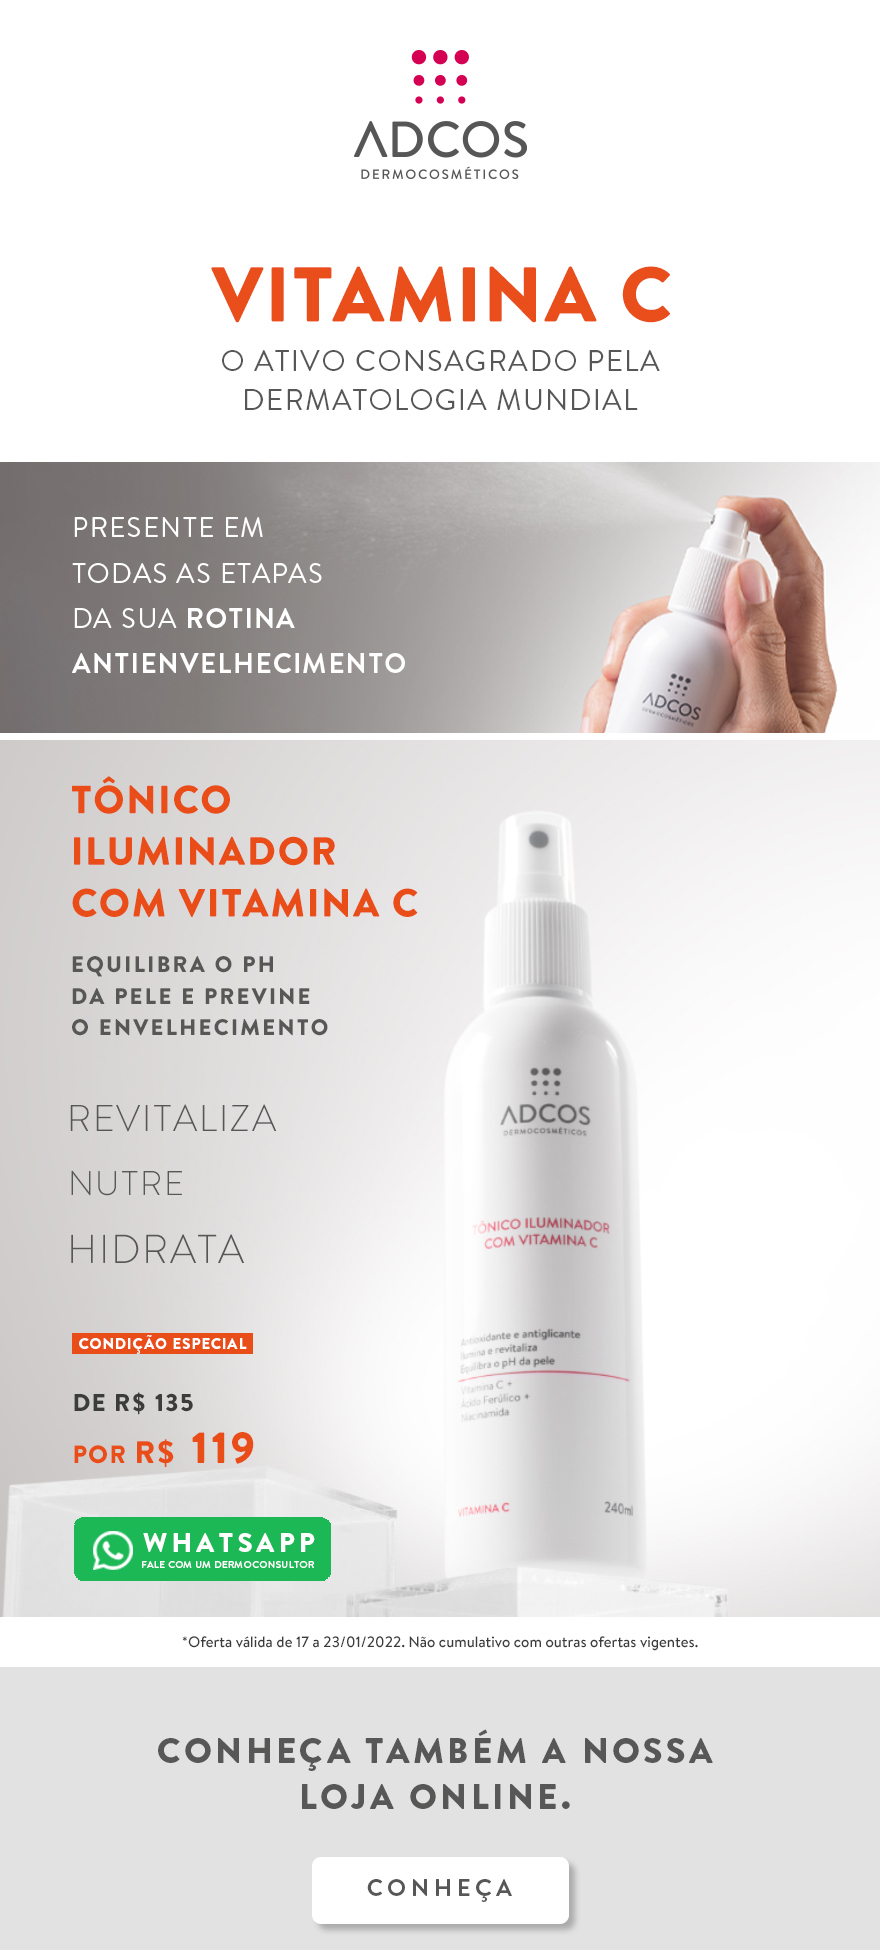 ADCOS
DERMOCOSMÉTICOS
VITAMINA C
O ATIVO CONSAGRADO PELA
DERMATOLOGIA MUNDIAL
PRESENTE EM
TODAS AS ETAPAS
DA SUA ROTINA
ANTIENVELHECIMENTO
ADCOS
DERMOCOSMÉTICOS
TÔNICO
ILUMINADOR
COM VITAMINA C
EQUILIBRA O PH
DA PELE E PREVINE
O ENVELHECIMENTO
REVITALIZA
NUTRE
HIDRATA
CONDIÇÃO ESPECIAL
DE R$ 135
POR R$ 119
WHATSAPP
FALE COM UM DERMOCONSULTOR
ADCOS
DERMOCOSMÉTICOS
TÔNICO ILUMINADOR
COM VITAMINA C
Antioxidante e antiglicante
Ilumina e revitaliza
Equilibra o pH da pele
Vitamina C +
Ácido Ferúlico +
Niacinamida
VITAMINA C
240ml
*Oferta válida de 17 a 23/01/2022. Não cumulativo com outras ofertas vigentes.
CONHEÇA TAMBÉM A NOSSA
LOJA ONLINE.
CONHEÇA